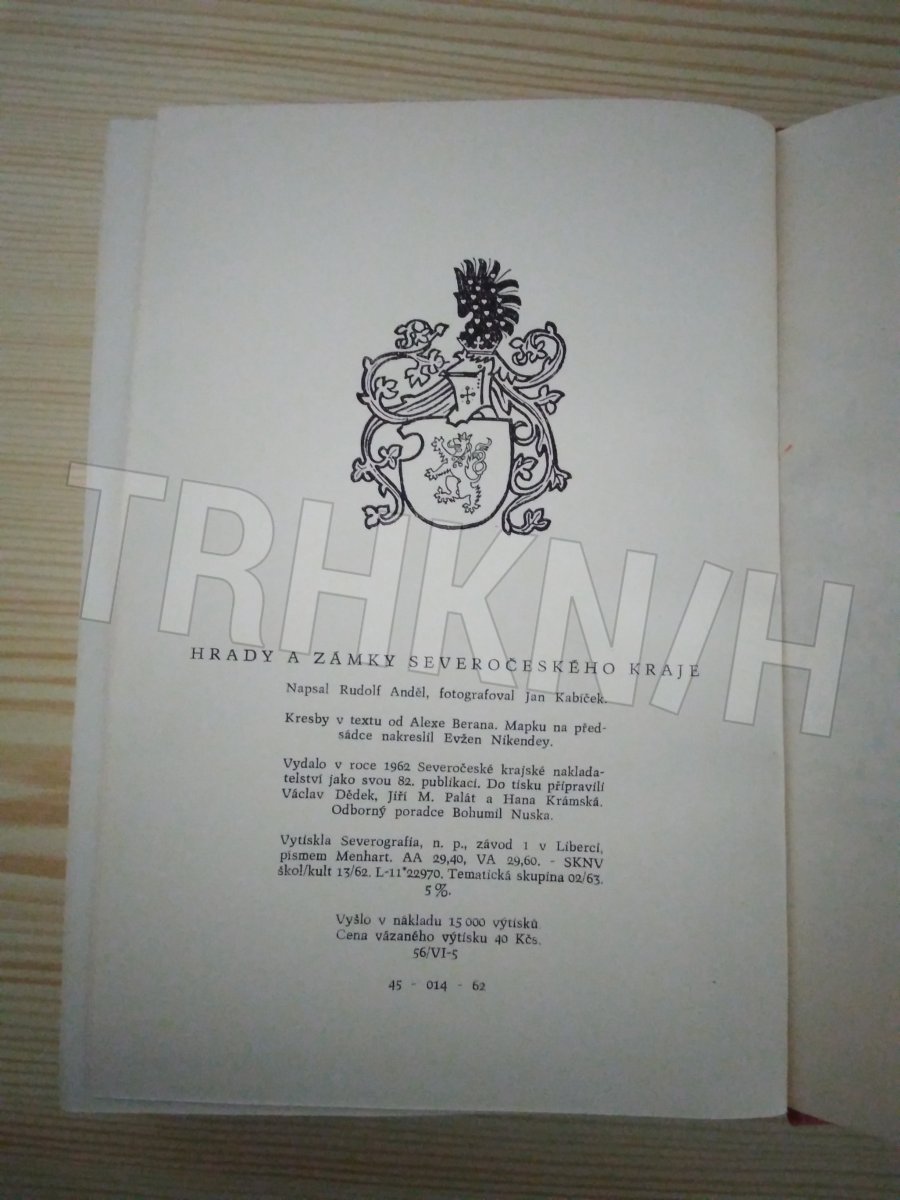 HRADY A ZÁMKY SEVEROČESKÉHO KRAJE
Napsal Rudolf Anděl, fotografoval Jan Kabíček.
Kresby v textu od Alexe Berana. Mapku na před-
sádce nakreslil Evžen Nikendey.
Vydalo v roce 1962 Severočeské krajské naklada-
telství jako svou 82. publikaci. Do tisku připravili
Václav Dědek, Jiří M. Palát a Hana Krámská.
Odborný poradce Bohumil Nuska.
Vytiskla Severografia, n. p., závod 1 v Liberci,
písmem Menhart. AA 29,40, VA 29,60. - SKNV
škol/kult 13/62. L-11*22970. Tematická skupina 02/63.
5 %.
Vyšlo v nákladu 15 000 výtisků.
Cena vázaného výtisku 40 Kčs.
56/VI-5
45 - 014 - 62
TRHKN/H